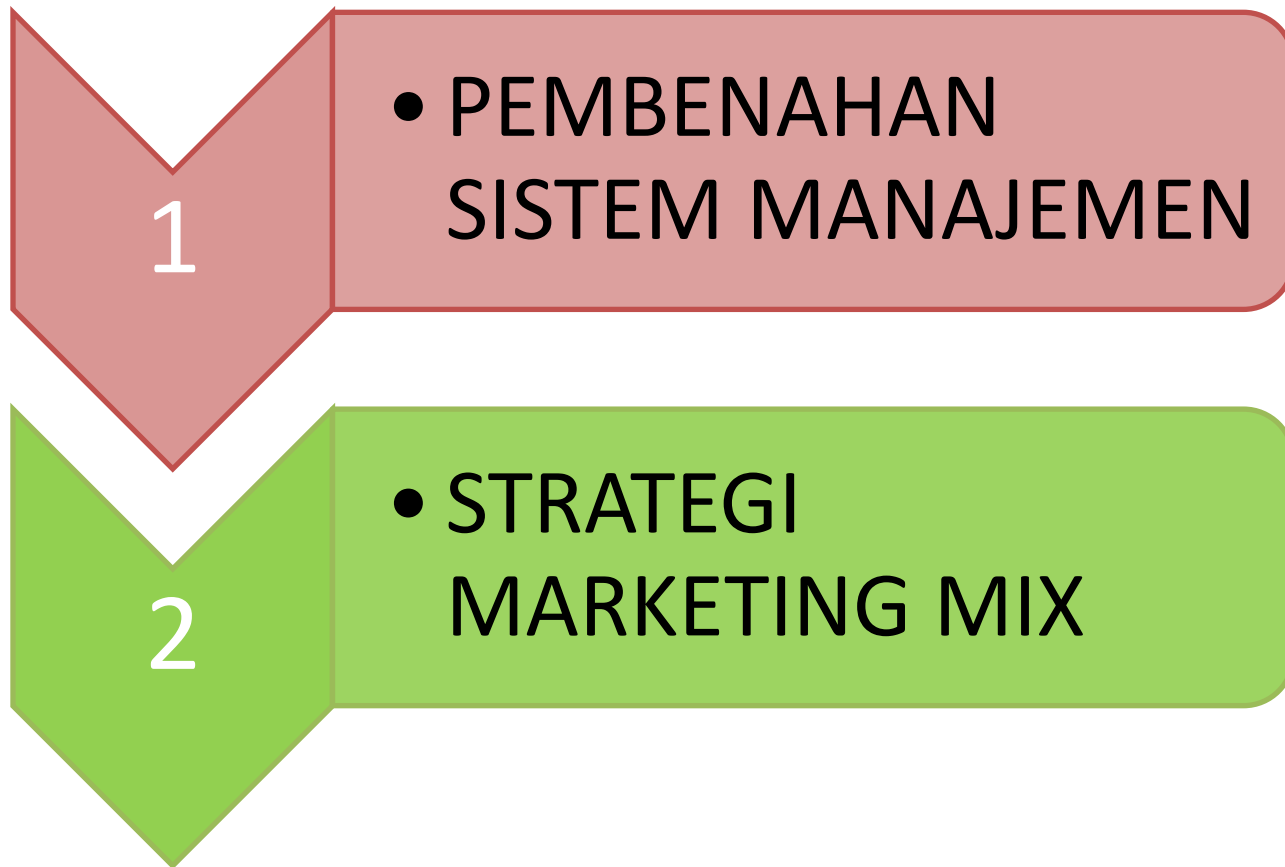 1
• PEMBENAHAN
SISTEM MANAJEMEN
2
• STRATEGI
MARKETING MIX